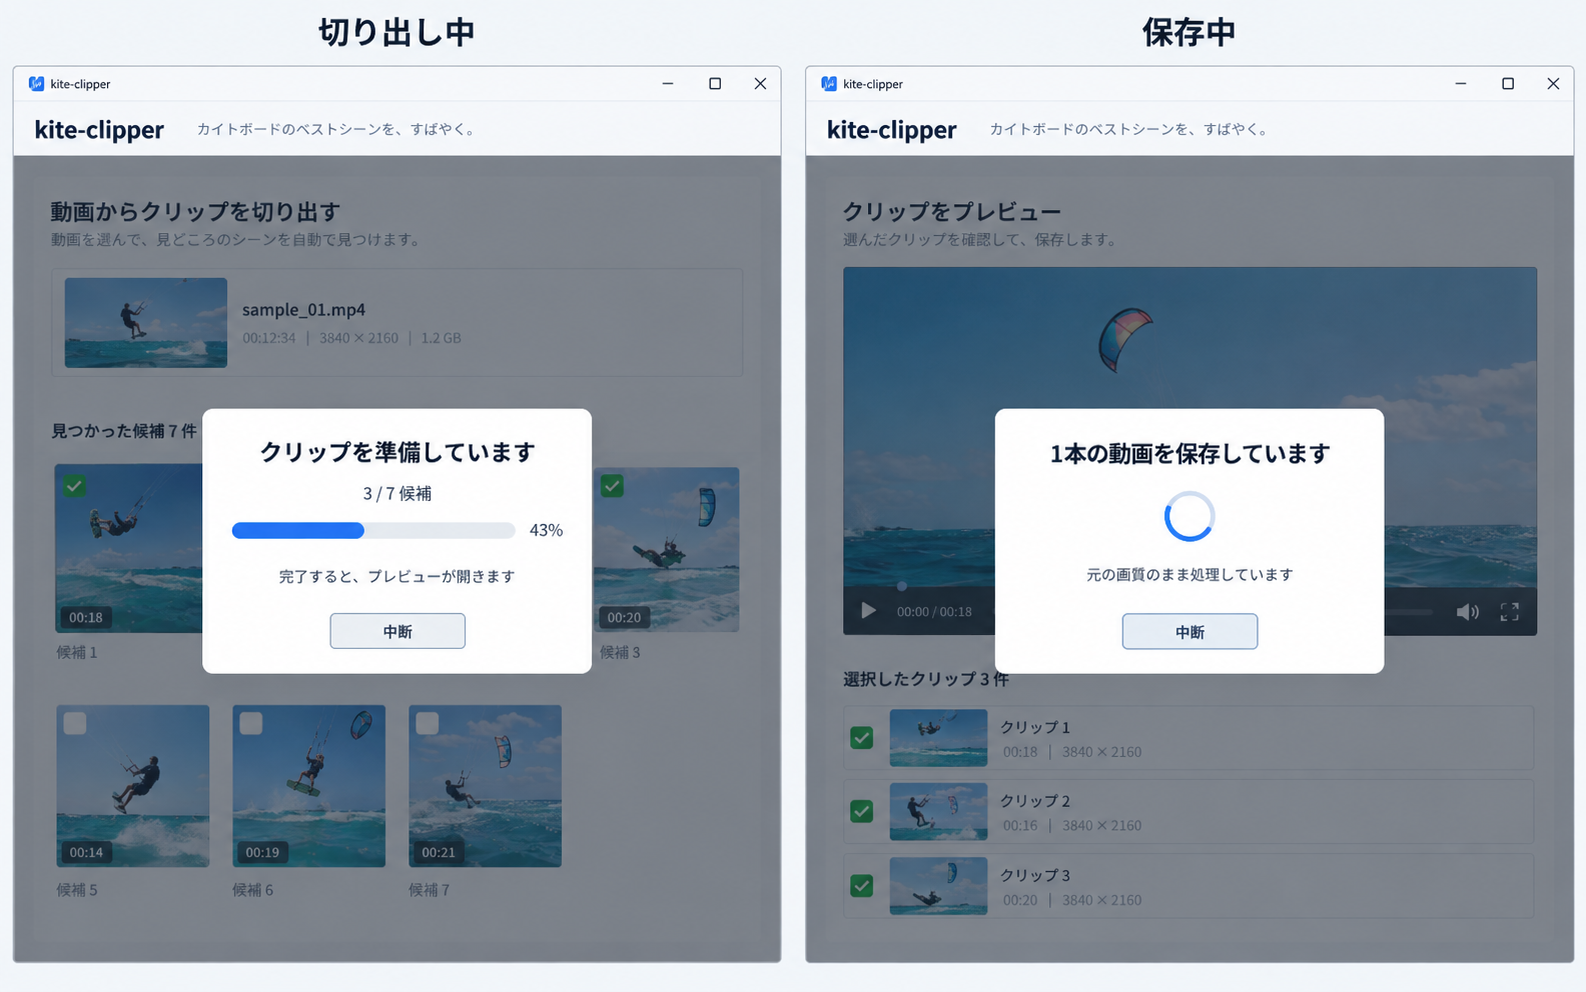 切り出し中
kite-clipper
kite-clipper
カイトボードのベストシーンを、すばやく。
動画からクリップを切り出す
動画を選んで、見どころのシーンを自動で見つけます。
sample_01.mp4
00:12:34 | 3840 × 2160 | 1.2 GB
見つかった候補 7 件
クリップを準備しています
3 / 7 候補
43%
完了すると、プレビューが開きます
中断
00:18
00:20
候補 1
候補 3
00:14
00:19
00:21
候補 5
候補 6
候補 7
保存中
kite-clipper
kite-clipper
カイトボードのベストシーンを、すばやく。
クリップをプレビュー
選んだクリップを確認して、保存します。
1本の動画を保存しています
元の画質のまま処理しています
中断
00:00 / 00:18
選択したクリップ 3 件
クリップ 1
00:18 | 3840 × 2160
クリップ 2
00:16 | 3840 × 2160
クリップ 3
00:20 | 3840 × 2160